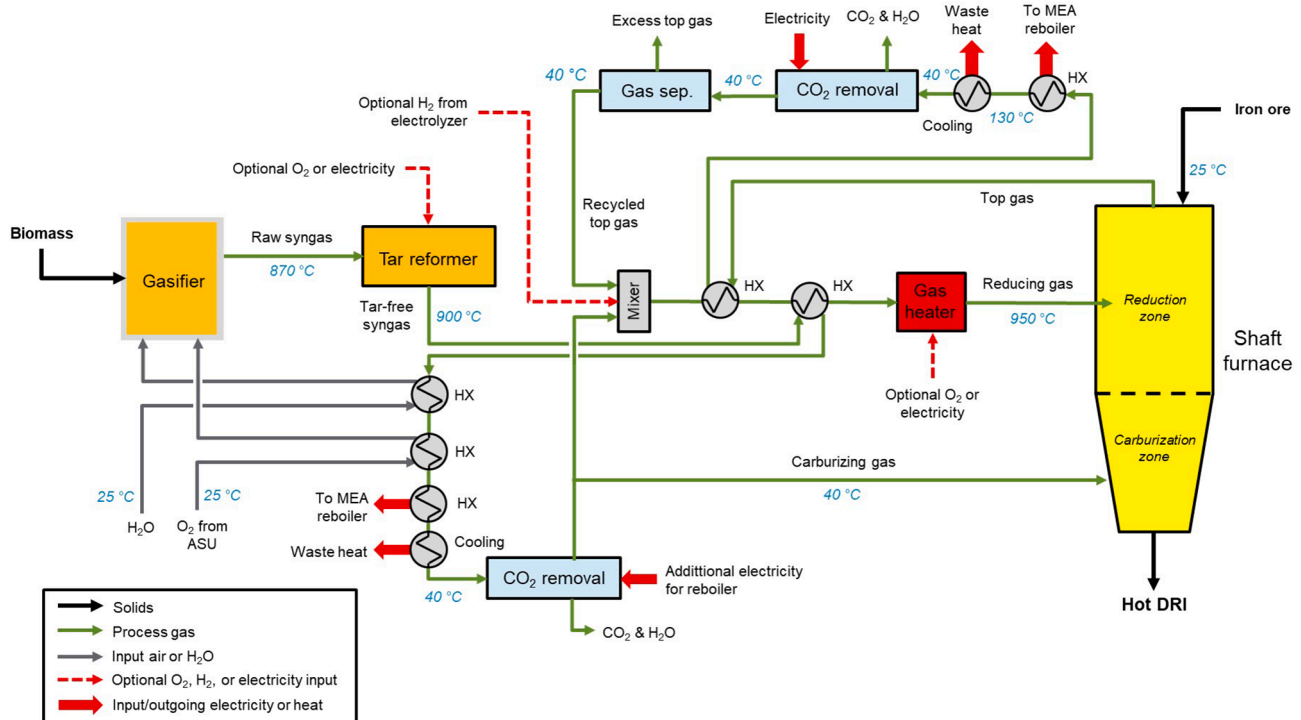 Excess top gas
Electricity
CO₂ & H₂O
Waste
heat
To MEA
reboiler
40 °C
Gas sep.
40 °C
CO₂ removal
40 °C
HX
130 °C
Cooling
Optional H₂ from
electrolyzer
Iron ore
25 °C
Optional O₂ or electricity
Recycled
top gas
Top gas
Biomass
Gasifier
Raw syngas
870 °C
Tar reformer
Tar-free
syngas
900 °C
Mixer
HX
HX
Gas
heater
Reducing gas
950 °C
Reduction
zone
Shaft
furnace
Optional O₂ or
electricity
HX
HX
Carburizing gas
40 °C
Carburization
zone
25 °C
25 °C
H₂O
O₂ from
ASU
To MEA
reboiler
HX
Waste heat
Cooling
40 °C
CO₂ removal
Additional electricity
for reboiler
CO₂ & H₂O
Hot DRI
Solids
Process gas
Input air or H₂O
Optional O₂, H₂, or electricity input
Input/outgoing electricity or heat